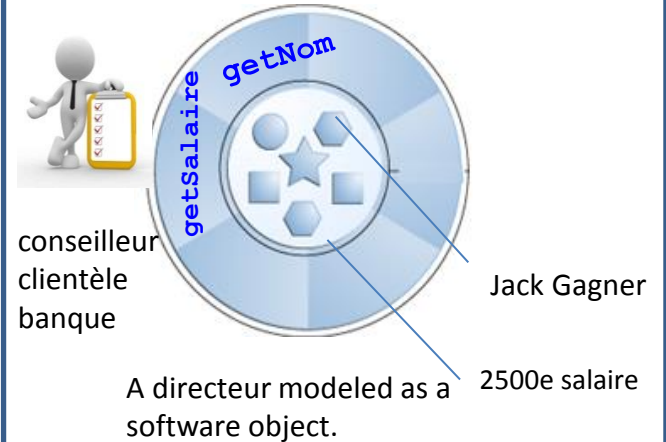 getNom
getSalaire
conseilleur
clientèle
banque
Jack Gagner
2500e salaire
A directeur modeled as a
software object.